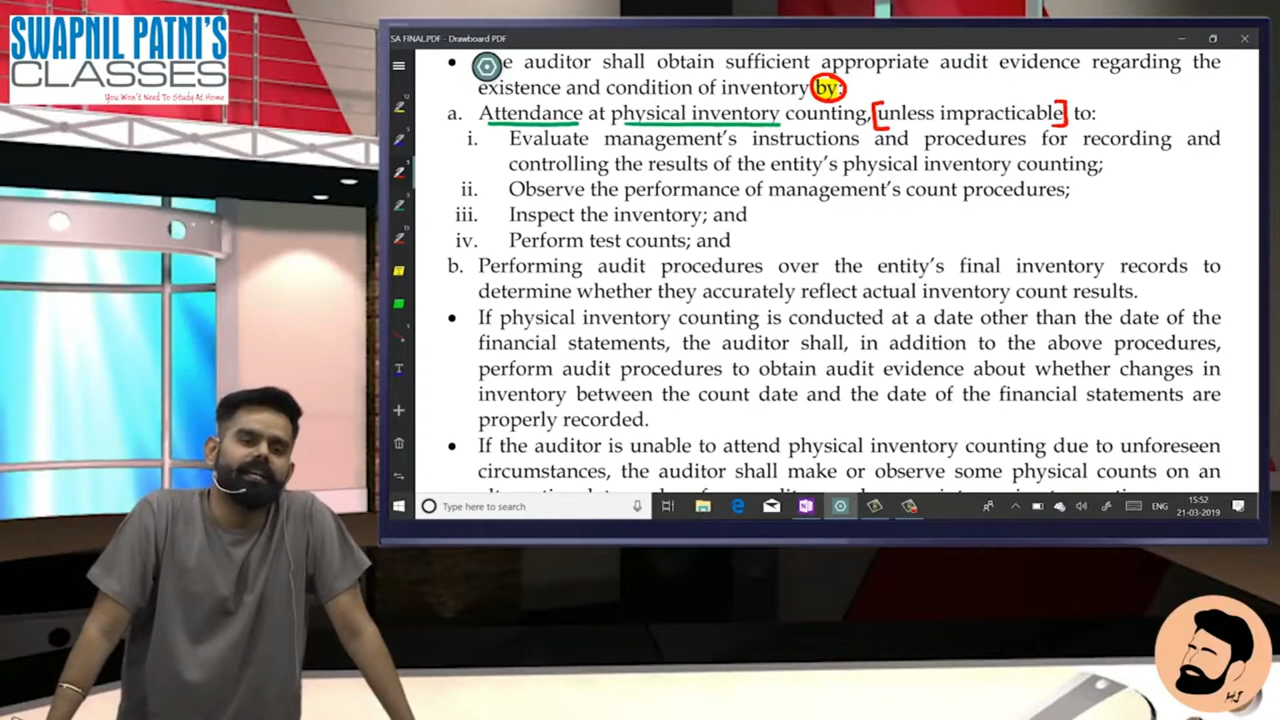 SWAPNIL PATNI'S
CLASSES
You Won't Need To Study At Home
SA FINAL.PDF - Drawboard PDF
e auditor shall obtain sufficient appropriate audit evidence regarding the
existence and condition of inventory by:
a. Attendance at physical inventory counting, [unless impracticable] to:
i. Evaluate management's instructions and procedures for recording and
controlling the results of the entity's physical inventory counting;
ii. Observe the performance of management's count procedures;
iii. Inspect the inventory; and
iv. Perform test counts; and
b. Performing audit procedures over the entity's final inventory records to
determine whether they accurately reflect actual inventory count results.
• If physical inventory counting is conducted at a date other than the date of the
financial statements, the auditor shall, in addition to the above procedures,
perform audit procedures to obtain audit evidence about whether changes in
inventory between the count date and the date of the financial statements are
properly recorded.
• If the auditor is unable to attend physical inventory counting due to unforeseen
circumstances, the auditor shall make or observe some physical counts on an
Type here to search
ENG
15:52
21-03-2019
HJ